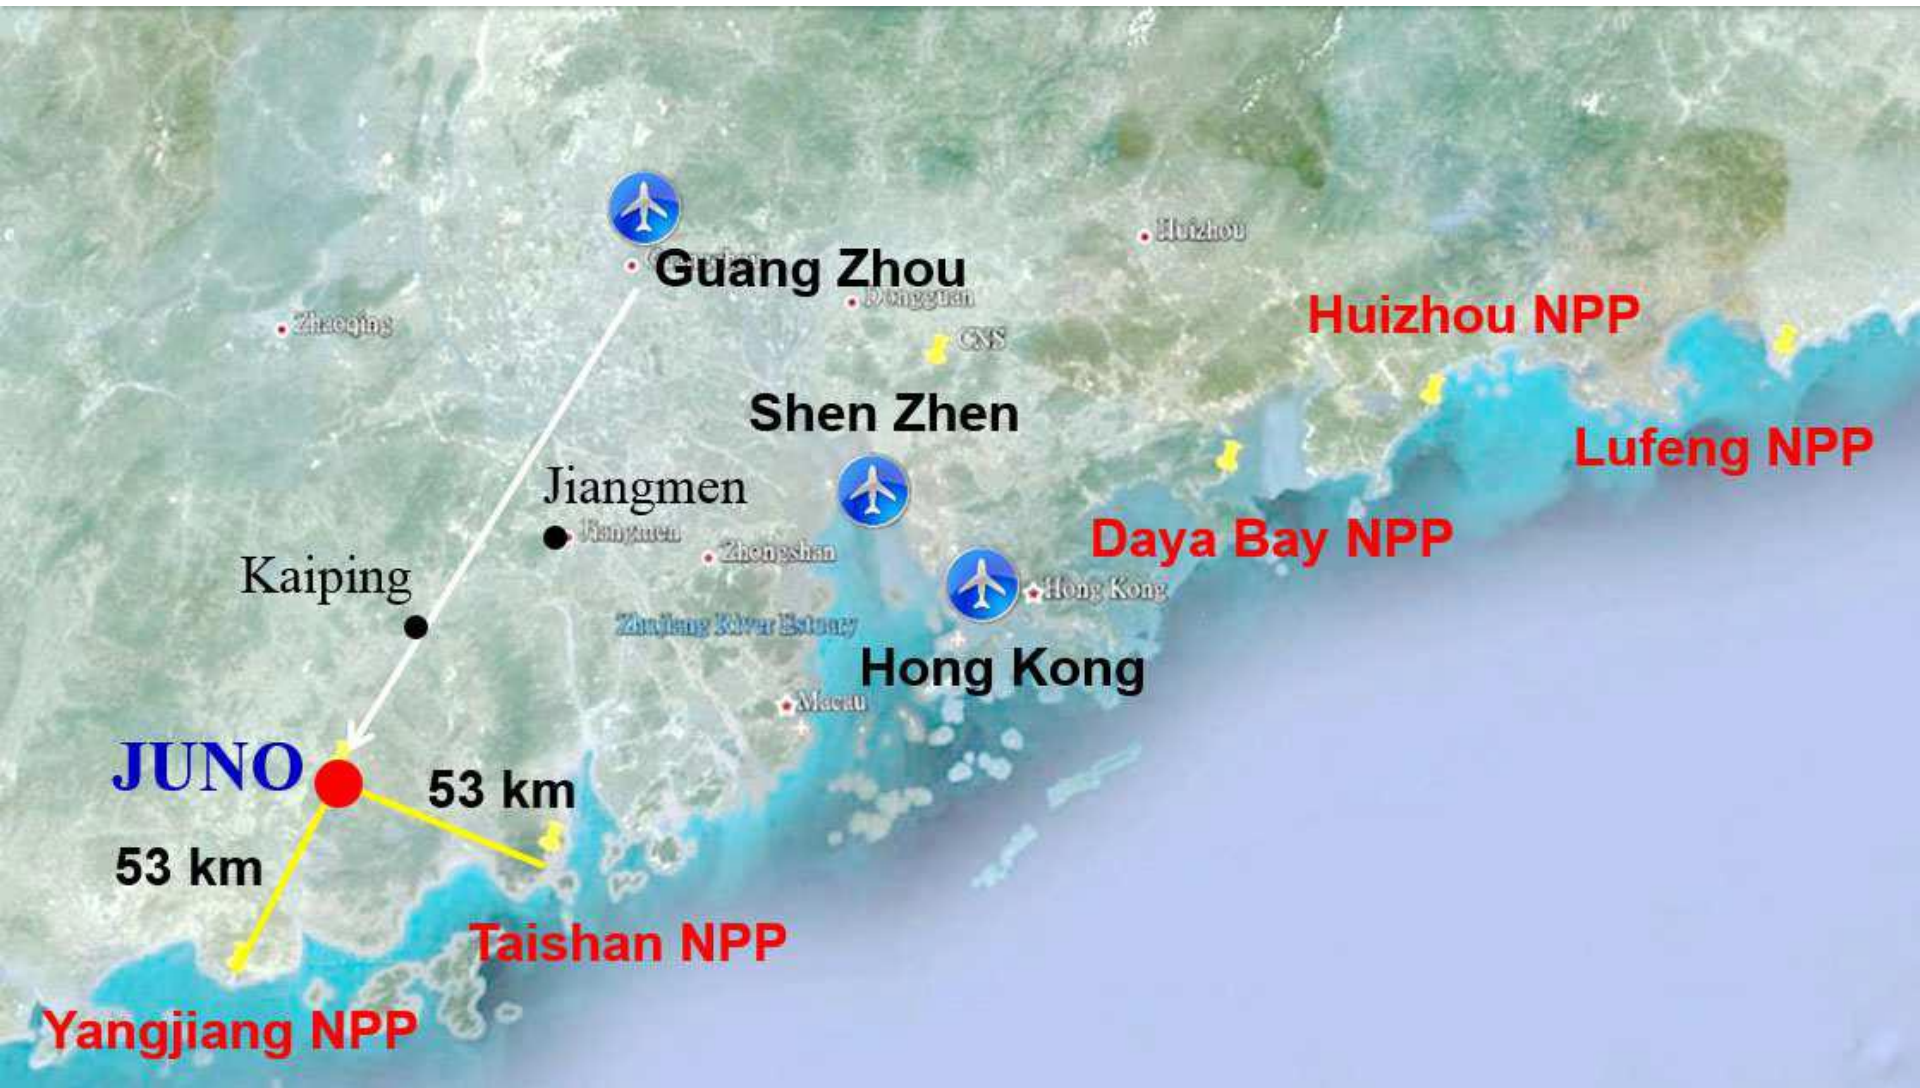 Huizhou
Guang Zhou
Dongguan
Huizhou NPP
Zhaoqing
CNS
Shen Zhen
Lufeng NPP
Jiangmen
Jiangmen
Daya Bay NPP
Zhongshan
Kaiping
Hong Kong
Zhujiang River Estuary
Hong Kong
Macau
JUNO
53 km
53 km
Taishan NPP
Yangjiang NPP